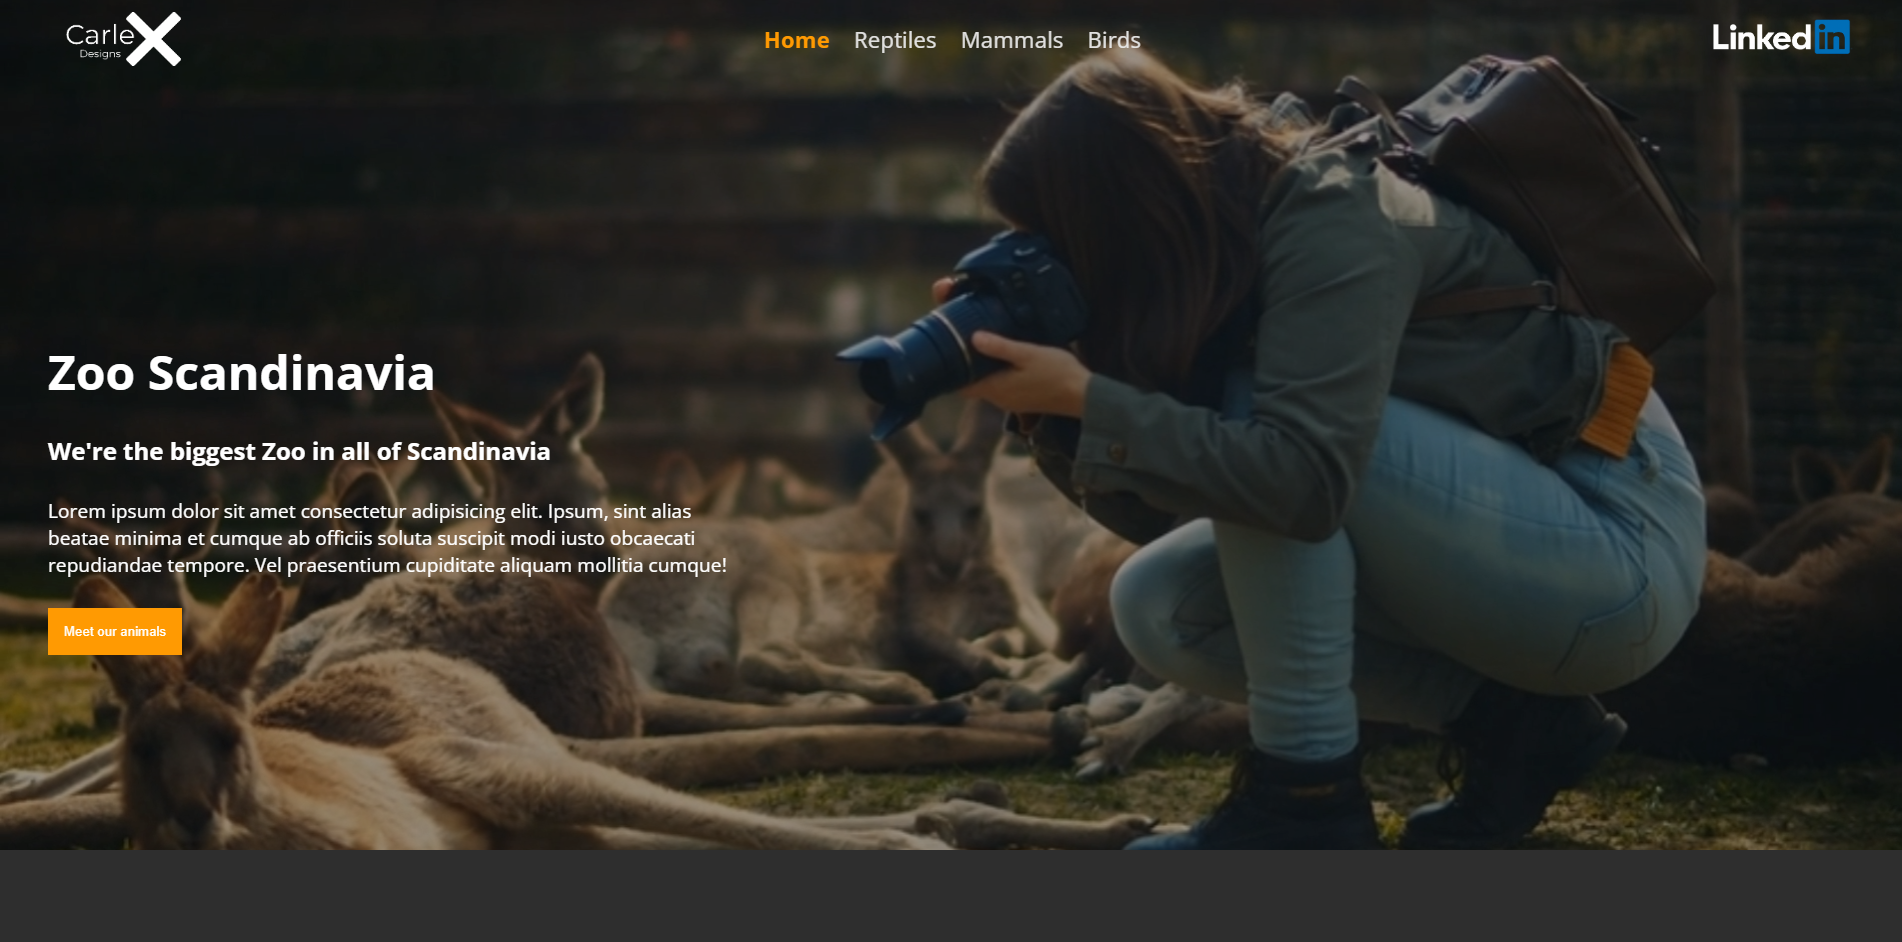 CarleX
Designs
Home Reptiles Mammals Birds
Linkedin
Zoo Scandinavia
We're the biggest Zoo in all of Scandinavia
Lorem ipsum dolor sit amet consectetur adipisicing elit. Ipsum, sint alias
beatae minima et cumque ab officiis soluta suscipit modi iusto obcaecati
repudiandae tempore. Vel praesentium cupiditate aliquam mollitia cumque!
Meet our animals